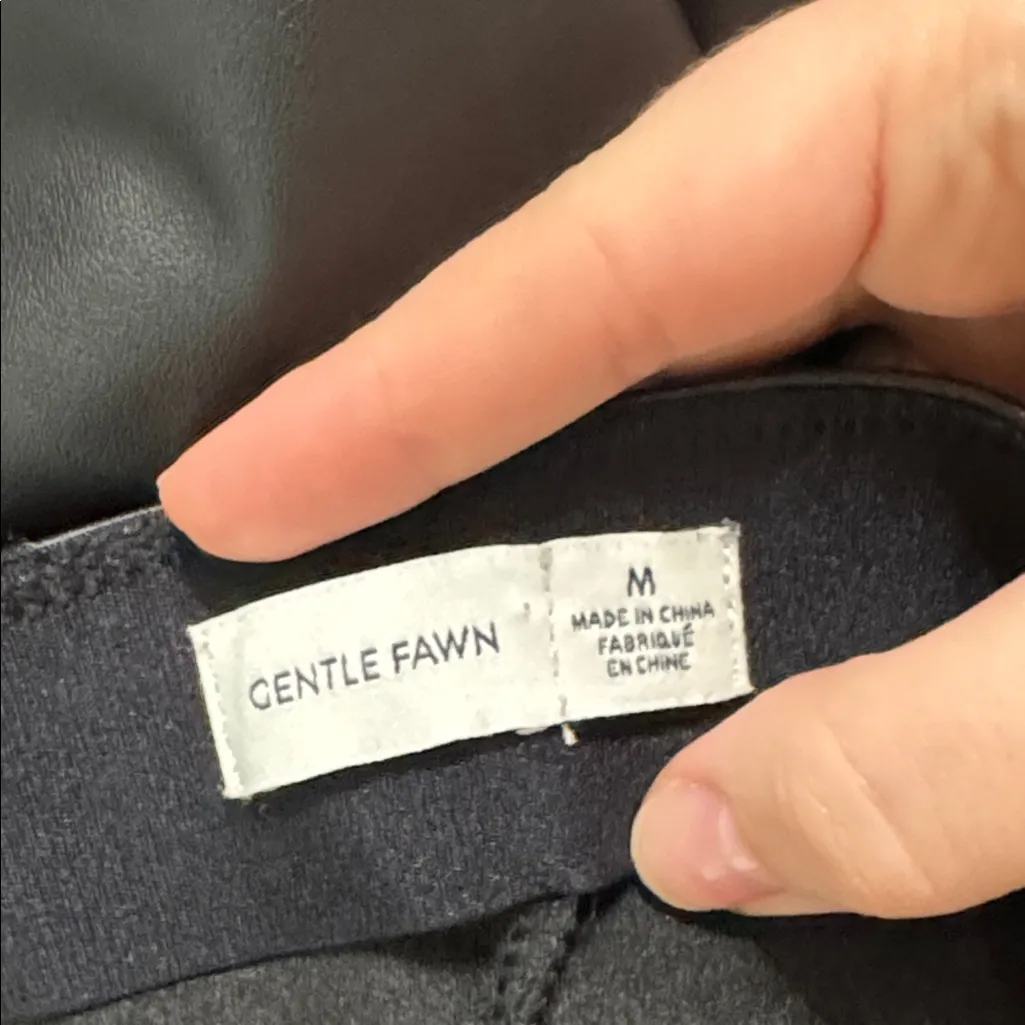 GENTLE FAWN
M
MADE IN CHINA
FABRIQUÉ
EN CHINE